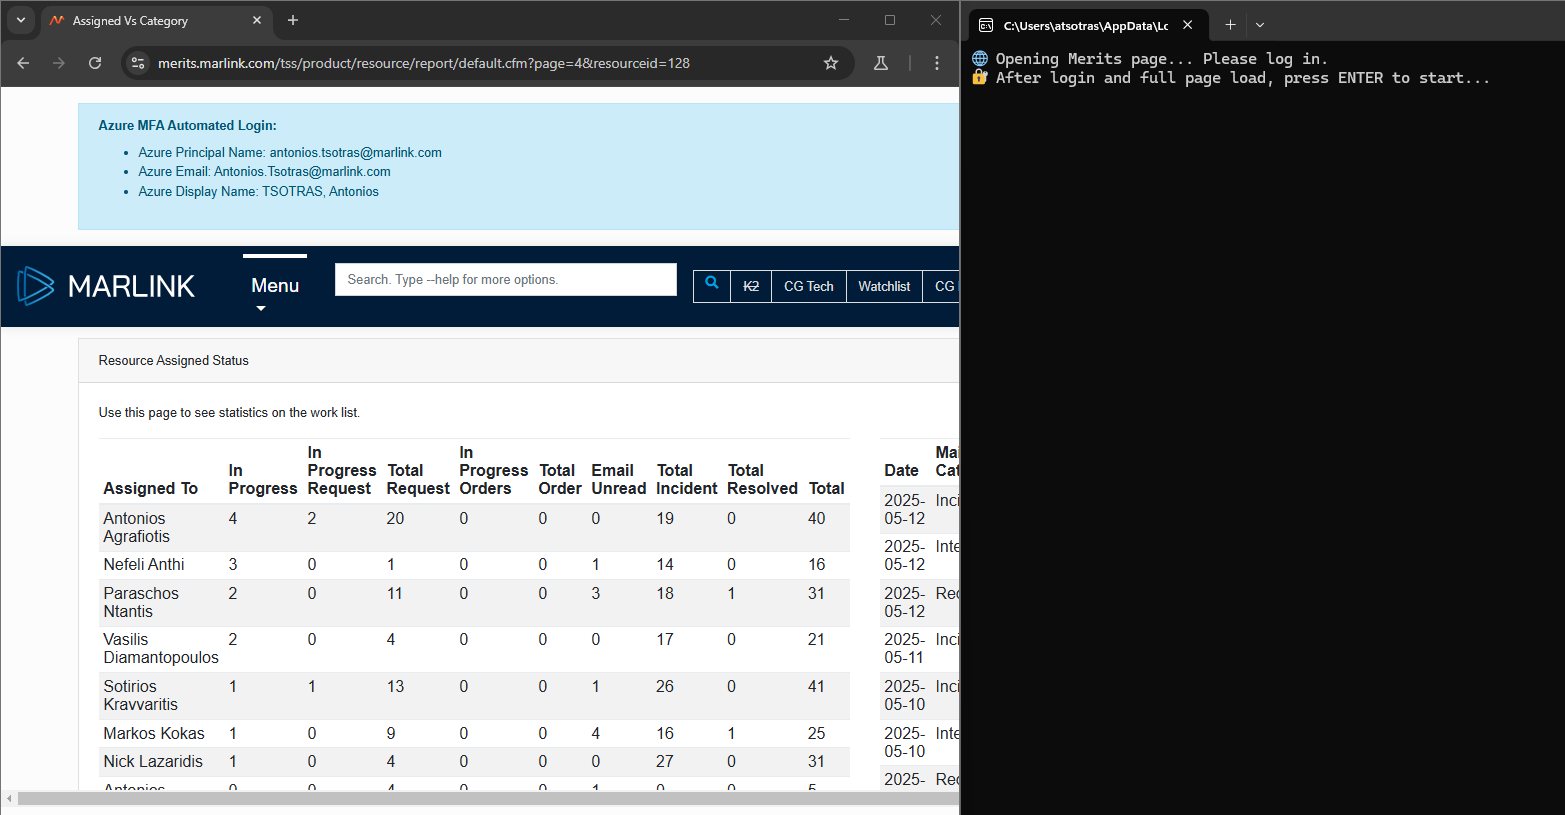 Assigned Vs Category
merits.marlink.com/tss/product/resource/report/default.cfm?page=4&resourceid=128
Azure MFA Automated Login:
Azure Principal Name: antonios.tsotras@marlink.com
Azure Email: Antonios.Tsotras@marlink.com
Azure Display Name: TSOTRAS, Antonios
MARLINK
Menu
Search. Type --help for more options.
K2 CG Tech Watchlist CG
Resource Assigned Status
Use this page to see statistics on the work list.
Assigned To In Progress In Progress Request Total Request In Progress Orders Total Order Email Unread Total Incident Total Resolved Total
Antonios Agrafiotis 4 2 20 0 0 0 19 0 40
Nefeli Anthi 3 0 1 0 0 1 14 0 16
Paraschos Ntantis 2 0 11 0 0 3 18 1 31
Vasilis Diamantopoulos 2 0 4 0 0 0 17 0 21
Sotirios Kravvaritis 1 1 13 0 0 1 26 0 41
Markos Kokas 1 0 9 0 0 4 16 1 25
Nick Lazaridis 1 0 4 0 0 0 27 0 31
Antonios 0 0 4 0 0 1 0 0 5
Date Mai Cat
2025-05-12 Inci
2025-05-12 Inte
2025-05-12 Rec
2025-05-11 Inci
2025-05-10 Inci
2025-05-10 Inte
2025- Rec
C:\Users\atsotras\AppData\Lc
Opening Merits page... Please log in.
After login and full page load, press ENTER to start...